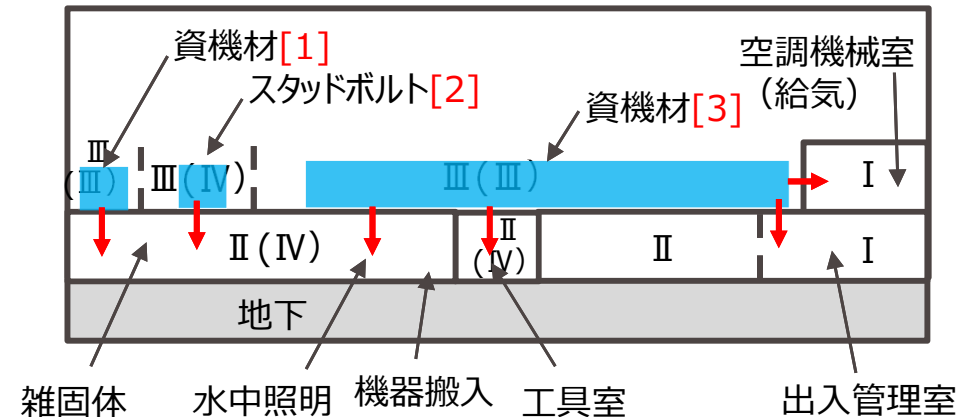 資機材[1]
スタッドボルト[2]
資機材[3]
空調機械室
（給気）
Ⅲ
(Ⅲ)
Ⅲ(Ⅳ)
Ⅲ(Ⅲ)
Ⅰ
Ⅱ(Ⅳ)
Ⅱ
(Ⅳ)
Ⅱ
Ⅰ
地下
雑固体
水中照明
機器搬入
工具室
出入管理室